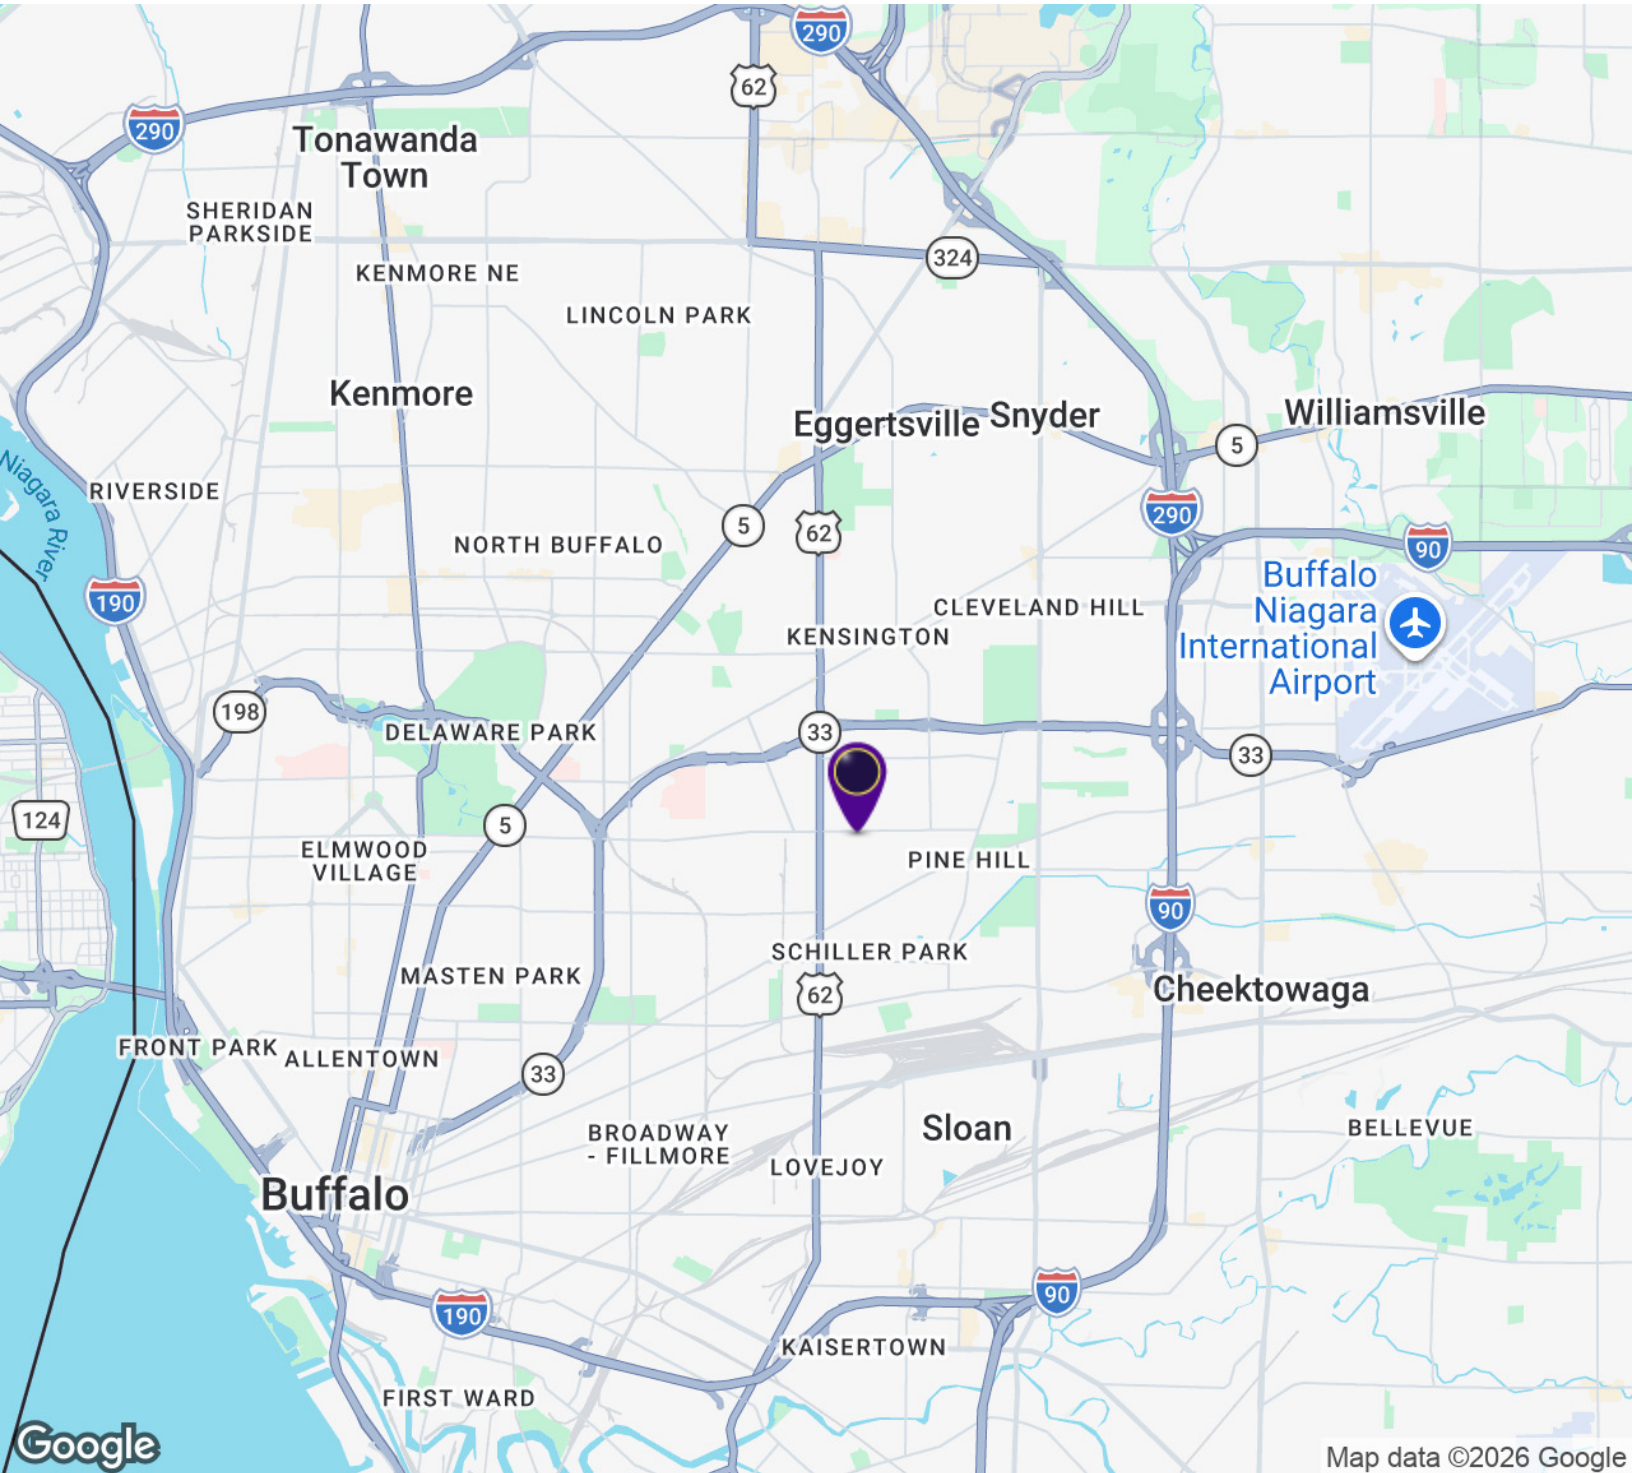 290
62
290
Tonawanda
Town
SHERIDAN
PARKSIDE
324
KENMORE NE
LINCOLN PARK
Kenmore
Eggertsville
Snyder
Williamsville
5
Niagara River
RIVERSIDE
290
5
62
NORTH BUFFALO
90
Buffalo
Niagara
International
Airport
190
CLEVELAND HILL
KENSINGTON
198
DELAWARE PARK
33
33
124
5
ELMWOOD
VILLAGE
PINE HILL
90
SCHILLER PARK
MASTEN PARK
62
Cheektowaga
FRONT PARK
ALLENTOWN
33
BROADWAY
- FILLMORE
Sloan
BELLEVUE
LOVEJOY
Buffalo
90
190
KAISERTOWN
FIRST WARD
Google
Map data ©2026 Google